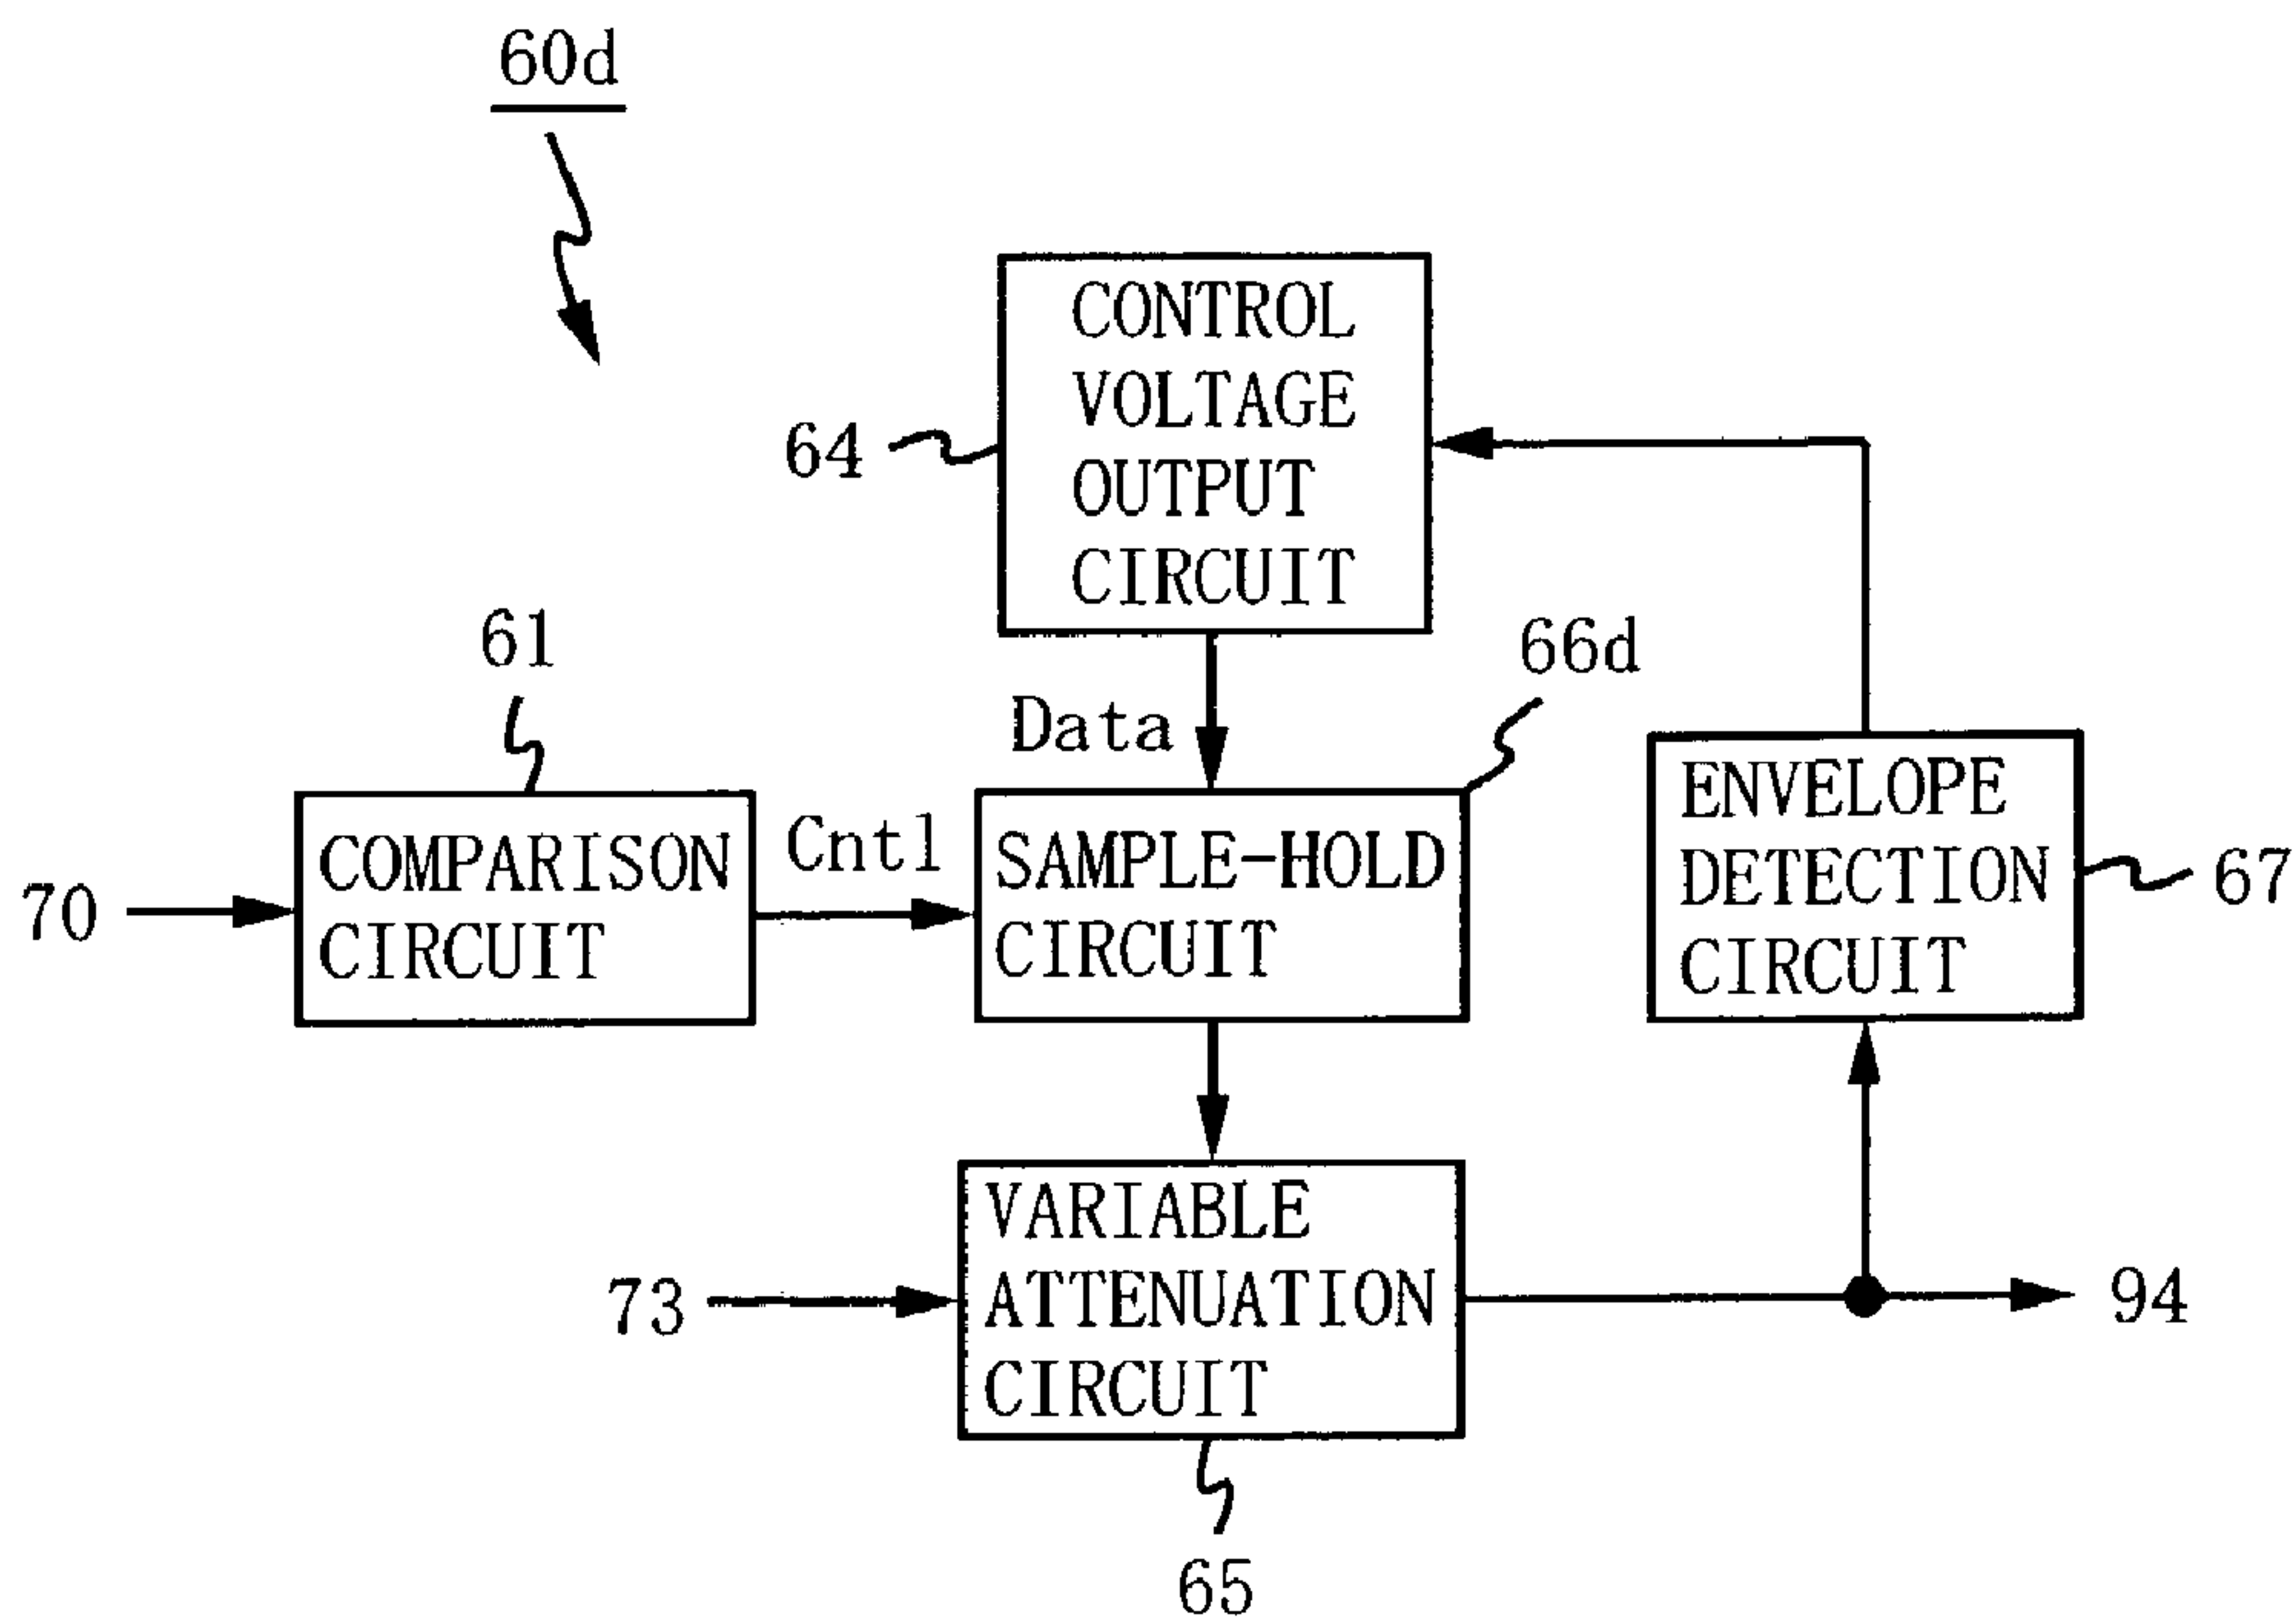 60d
CONTROL
VOLTAGE
OUTPUT
CIRCUIT
64
61
66d
Data
Cntl
COMPARISON
CIRCUIT
70
SAMPLE-HOLD
CIRCUIT
ENVELOPE
DETECTION
CIRCUIT
67
VARIABLE
ATTENUATION
CIRCUIT
73
94
65